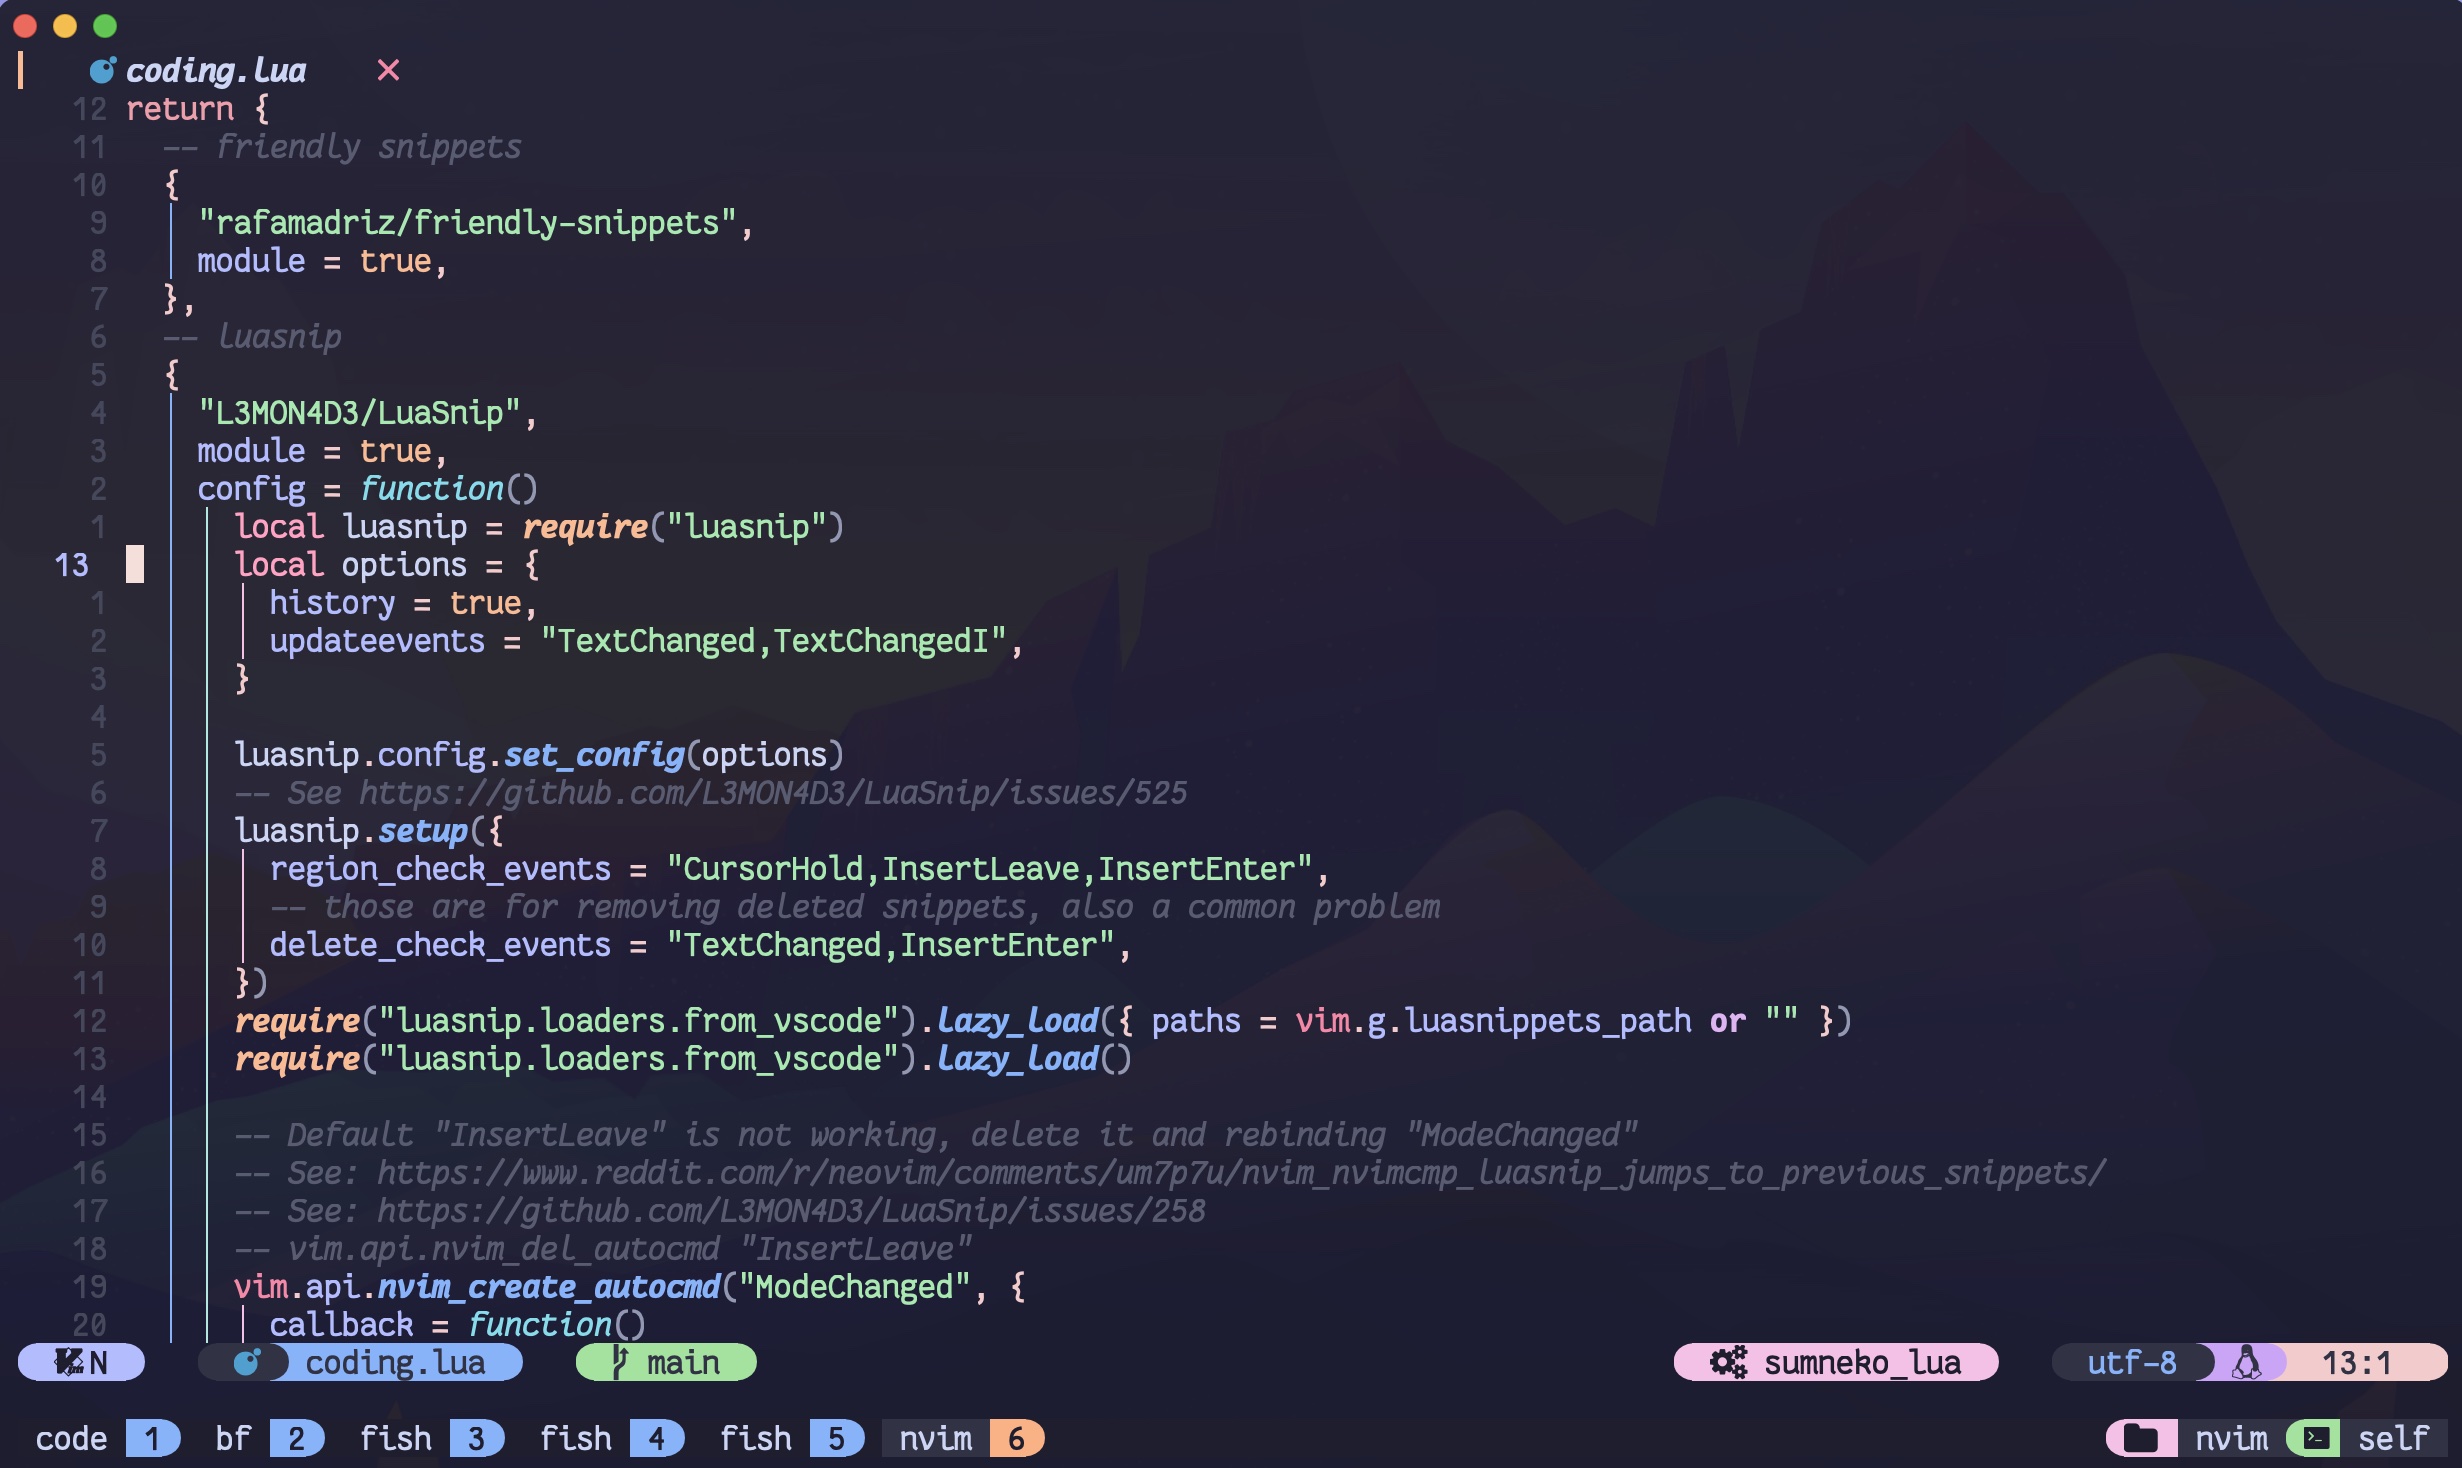 coding.lua ✕
12 return {
11 -- friendly snippets
10 {
9 "rafamadriz/friendly-snippets",
8 module = true,
7 },
6 -- luasnip
5 {
4 "L3MON4D3/LuaSnip",
3 module = true,
2 config = function()
1 local luasnip = require("luasnip")
13 local options = {
1 history = true,
2 updateevents = "TextChanged,TextChangedI",
3 }
4
5 luasnip.config.set_config(options)
6 -- See https://github.com/L3MON4D3/LuaSnip/issues/525
7 luasnip.setup({
8 region_check_events = "CursorHold,InsertLeave,InsertEnter",
9 -- those are for removing deleted snippets, also a common problem
10 delete_check_events = "TextChanged,InsertEnter",
11 })
12 require("luasnip.loaders.from_vscode").lazy_load({ paths = vim.g.luasnippets_path or "" })
13 require("luasnip.loaders.from_vscode").lazy_load()
14
15 -- Default "InsertLeave" is not working, delete it and rebinding "ModeChanged"
16 -- See: https://www.reddit.com/r/neovim/comments/um7p7u/nvim_nvimcmp_luasnip_jumps_to_previous_snippets/
17 -- See: https://github.com/L3MON4D3/LuaSnip/issues/258
18 -- vim.api.nvim_del_autocmd "InsertLeave"
19 vim.api.nvim_create_autocmd("ModeChanged", {
20 callback = function()
N coding.lua main sumneko_lua utf-8 13:1
code 1 bf 2 fish 3 fish 4 fish 5 nvim 6 nvim self